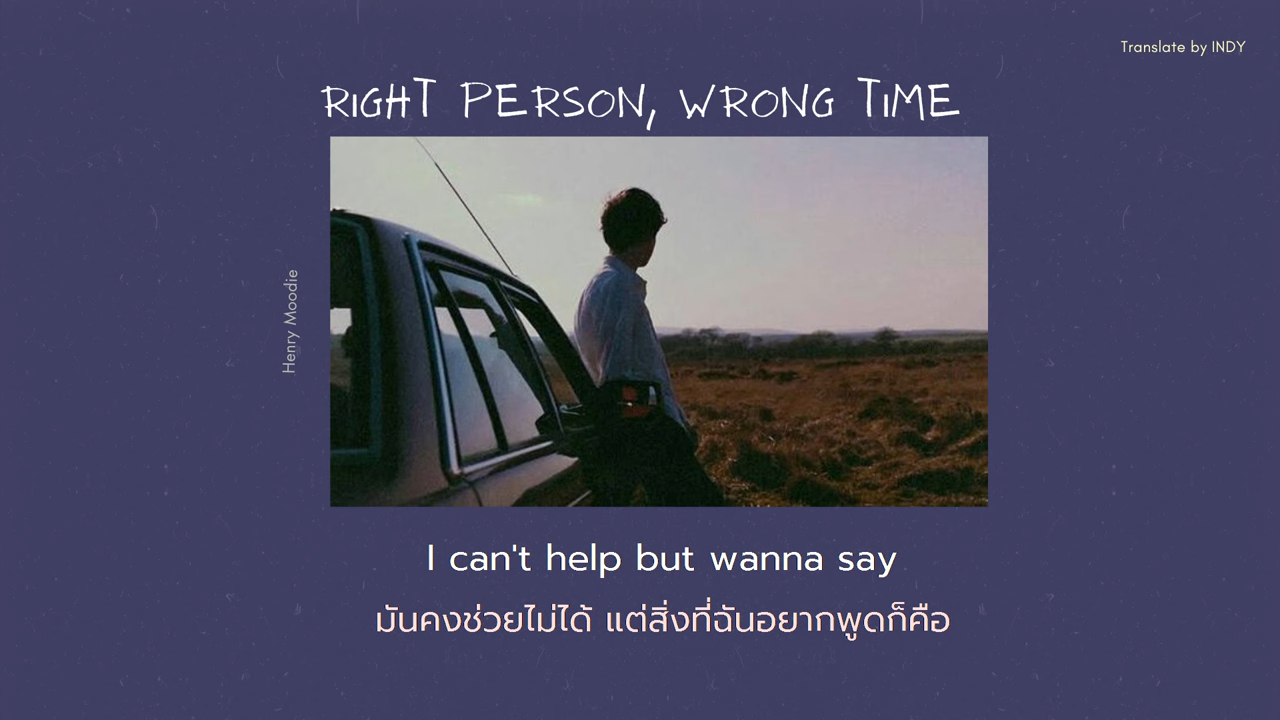 Translate by INDY
RIGHT PERSON, WRONG TIME
Henry Moodie
I can't help but wanna say
มันคงช่วยไม่ได้ แต่สิ่งที่ฉันอยากพูดก็คือ